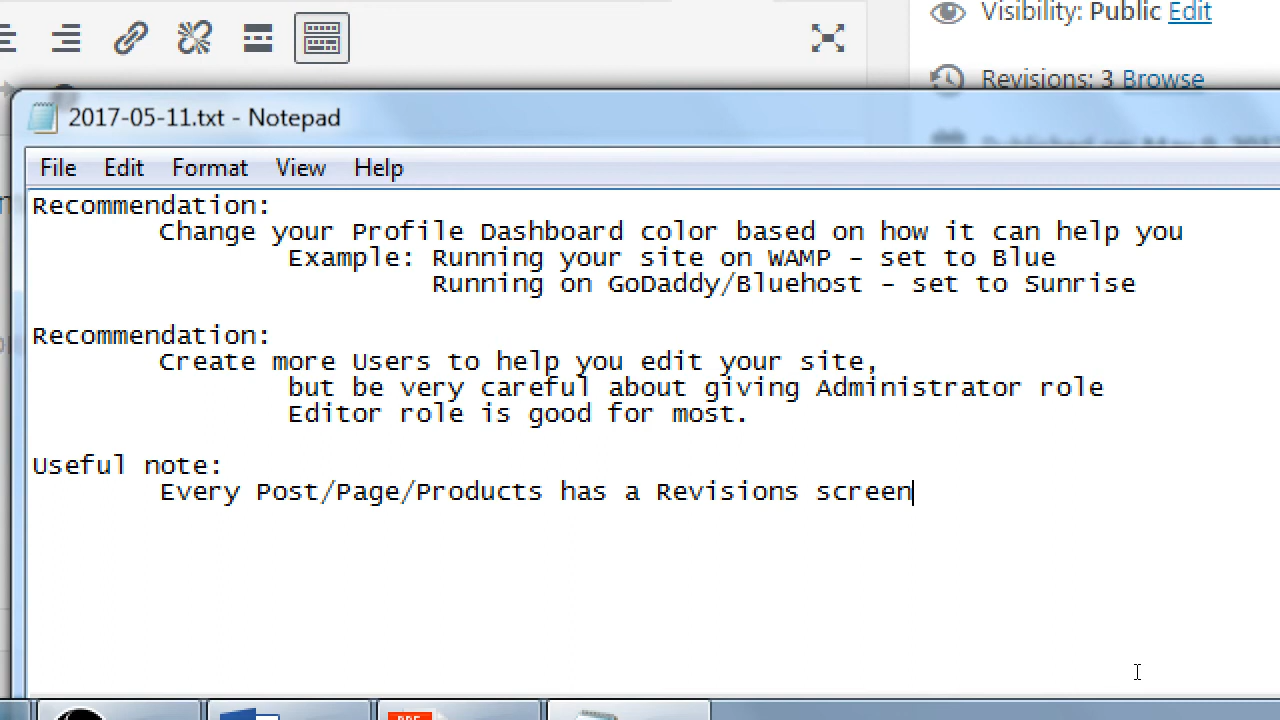 Visibility: Public Edit
Revisions: 3 Browse
2017-05-11.txt - Notepad
File Edit Format View Help
Recommendation:
Change your Profile Dashboard color based on how it can help you
Example: Running your site on WAMP - set to Blue
Running on GoDaddy/Bluehost - set to Sunrise
Recommendation:
Create more Users to help you edit your site,
but be very careful about giving Administrator role
Editor role is good for most.
Useful note:
Every Post/Page/Products has a Revisions screen